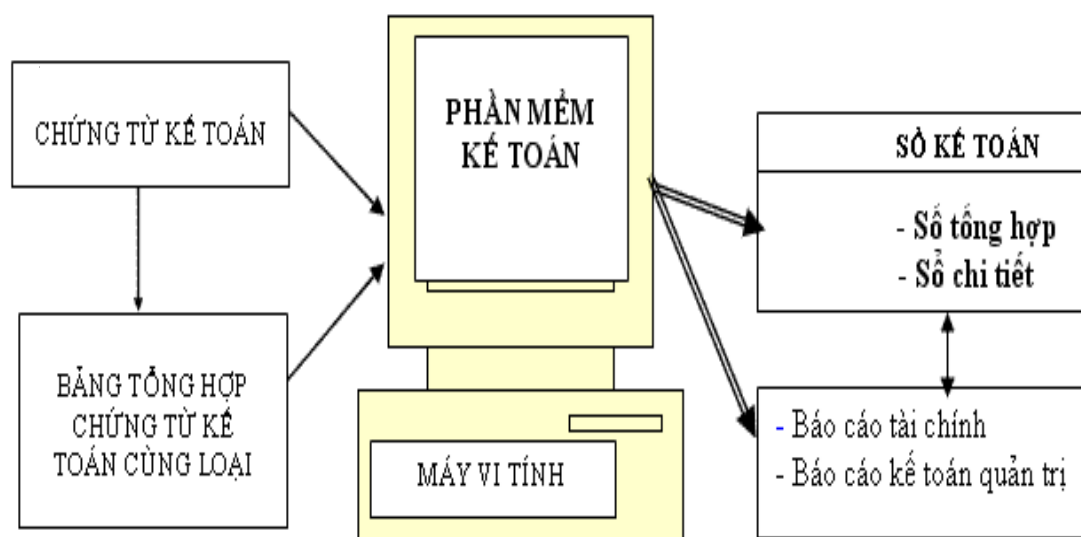 CHỨNG TỪ KẾ TOÁN
BẢNG TỔNG HỢP
CHỨNG TỪ KẾ
TOÁN CÙNG LOẠI
PHẦN MỀM
KẾ TOÁN
MÁY VI TÍNH
SỔ KẾ TOÁN
- Sổ tổng hợp
- Sổ chi tiết
- Báo cáo tài chính
- Báo cáo kế toán quản trị